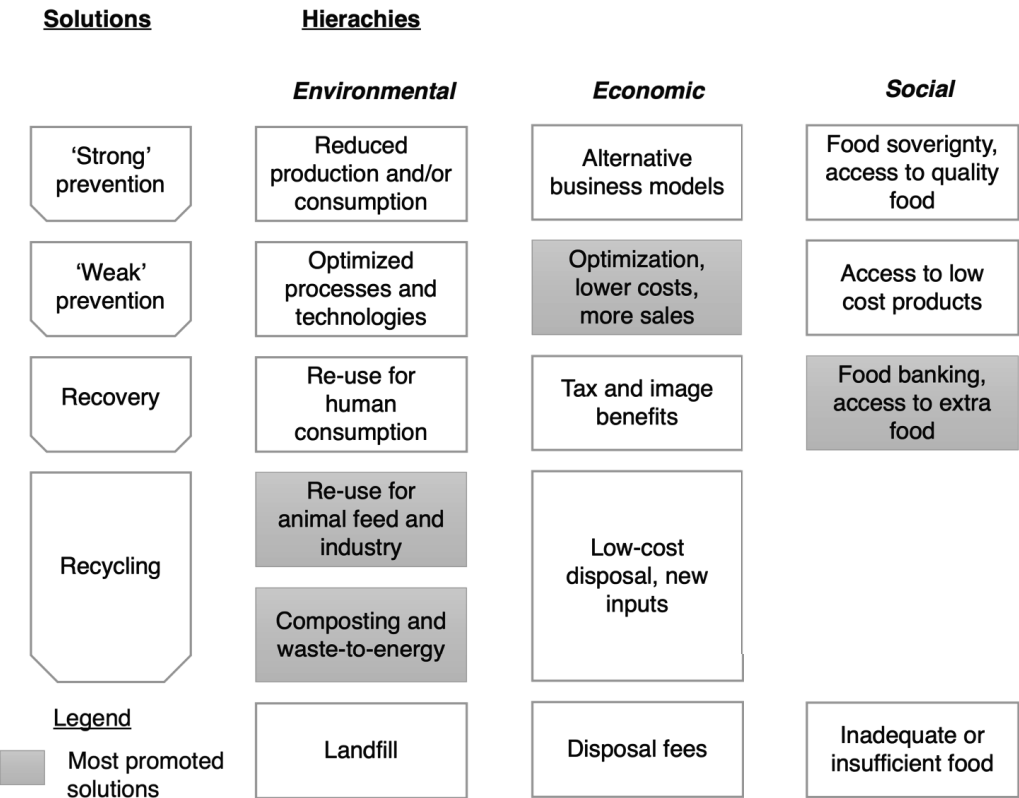 Solutions
Hierachies
Environmental
Economic
Social
‘Strong’
prevention
Reduced
production and/or
consumption
Alternative
business models
Food soverignty,
access to quality
food
‘Weak’
prevention
Optimized
processes and
technologies
Optimization,
lower costs,
more sales
Access to low
cost products
Recovery
Re-use for
human
consumption
Tax and image
benefits
Food banking,
access to extra
food
Recycling
Re-use for
animal feed and
industry
Composting and
waste-to-energy
Low-cost
disposal, new
inputs
Legend
Most promoted
solutions
Landfill
Disposal fees
Inadequate or
insufficient food